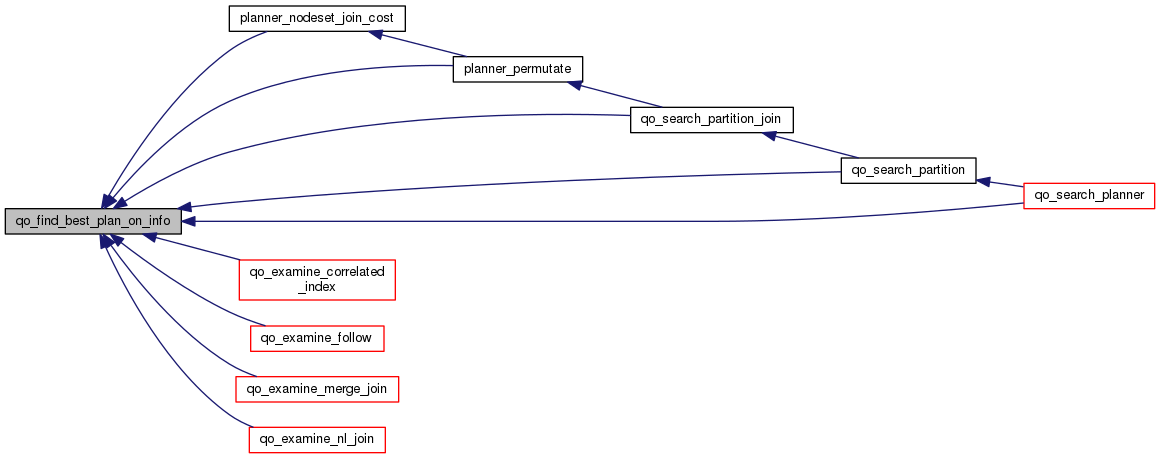 planner_nodeset_join_cost
planner_permutate
qo_search_partition_join
qo_search_partition
qo_search_planner
qo_find_best_plan_on_info
qo_examine_correlated
_index
qo_examine_follow
qo_examine_merge_join
qo_examine_nl_join